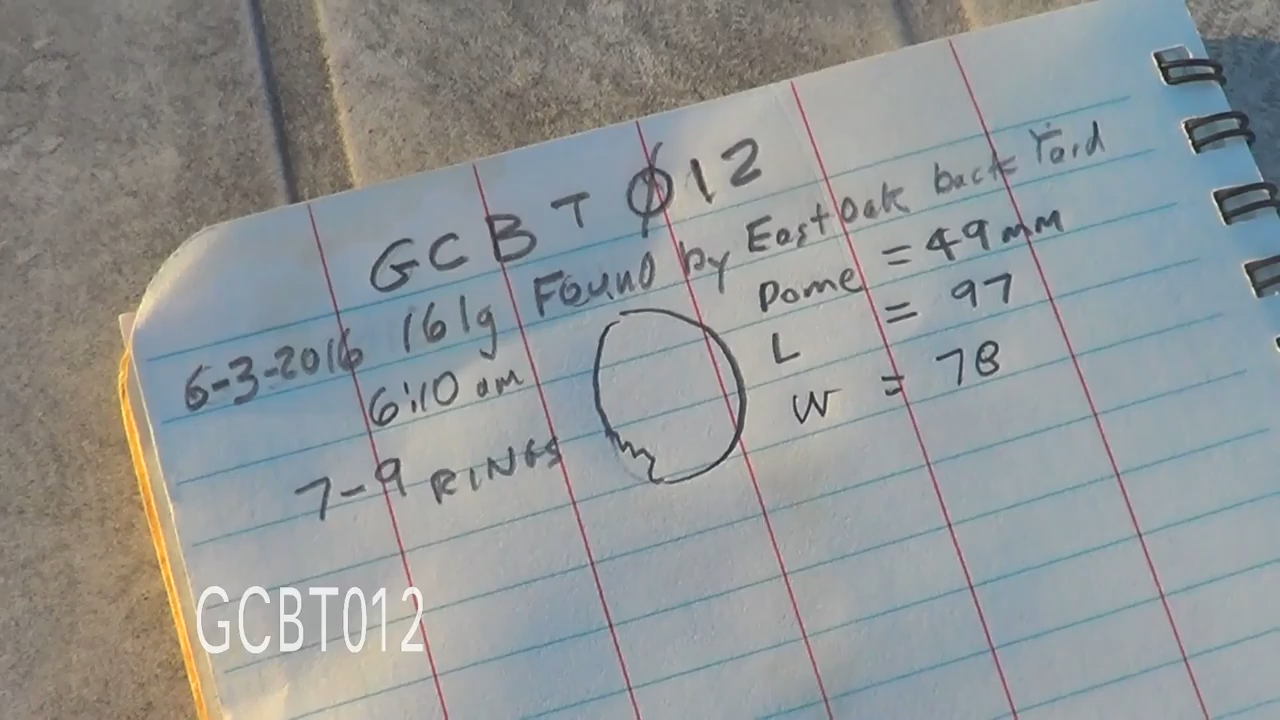 GCBT Ø12
6-3-2016 161g Found by East Oak back Yard
6:10 am
Dome = 49mm
L = 97
7-9 RINGS
W = 78
GCBT012